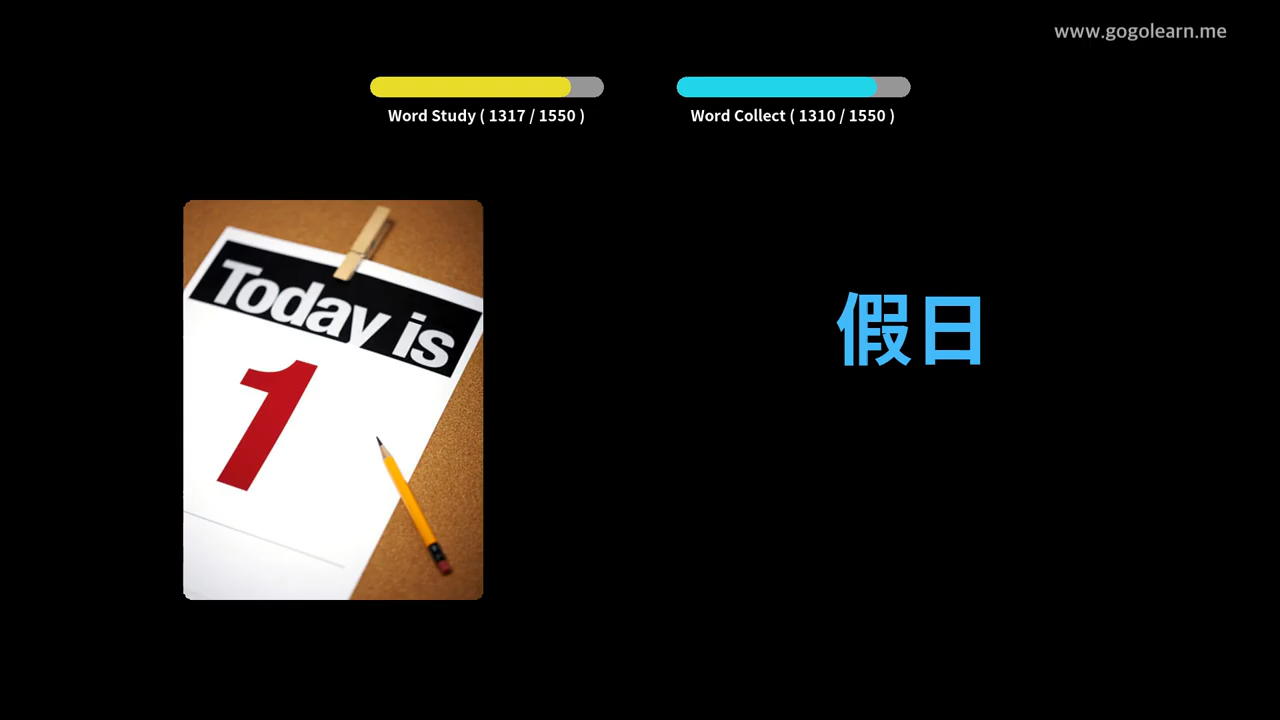 www.gogolearn.me
Word Study ( 1317 / 1550 )
Word Collect ( 1310 / 1550 )
Today is
1
假日